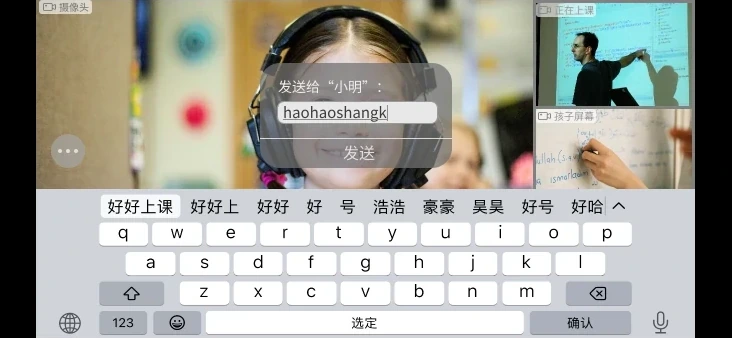 摄像头
正在上课
发送给“小明”：
haohaoshangk
发送
孩子屏幕
好好上课 好好上 好好 好 号 浩浩 豪豪 昊昊 好号 好哈
q w e r t y u i o p
a s d f g h j k l
z x c v b n m
123 选定 确认